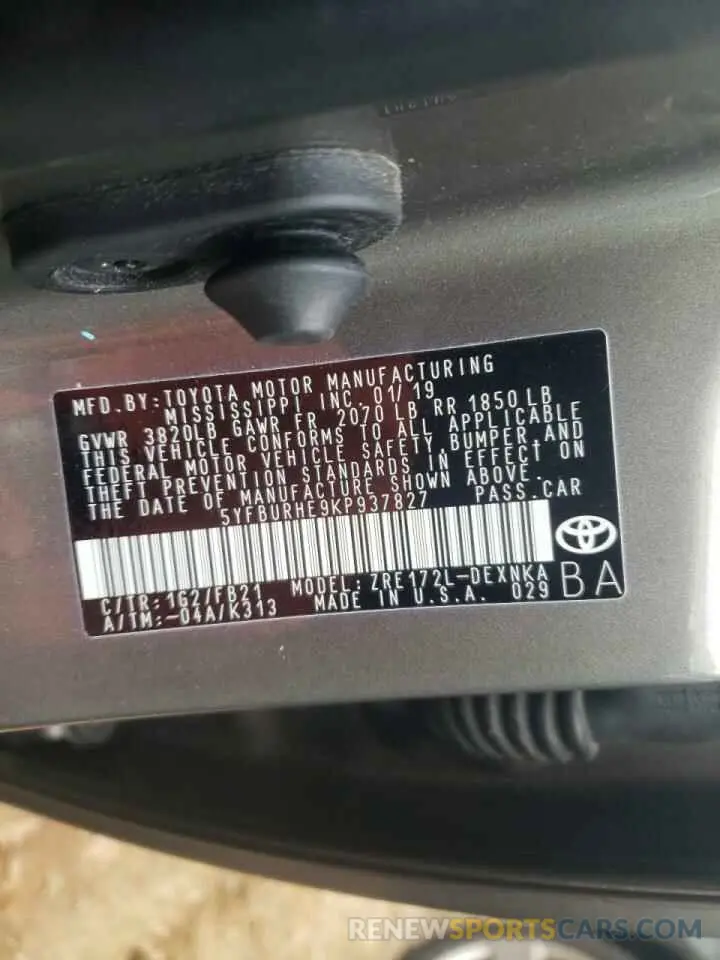 MFD. BY: TOYOTA MOTOR MANUFACTURING
MISSISSIPPI INC. 01/19
GVWR 3820LB GAWR FR 2070 LB RR 1850 LB
THIS VEHICLE CONFORMS TO ALL APPLICABLE
FEDERAL MOTOR VEHICLE SAFETY, BUMPER, AND
THEFT PREVENTION STANDARDS IN EFFECT ON
THE DATE OF MANUFACTURE SHOWN ABOVE.
5YFBURHE9KP937827 PASS. CAR
C/TR: 1G2/FB21 MODEL: ZRE172L-DEXNKA
A/TM: -04A/K313 MADE IN U.S.A. 029
BA
RENEWSPORTSCARS.COM